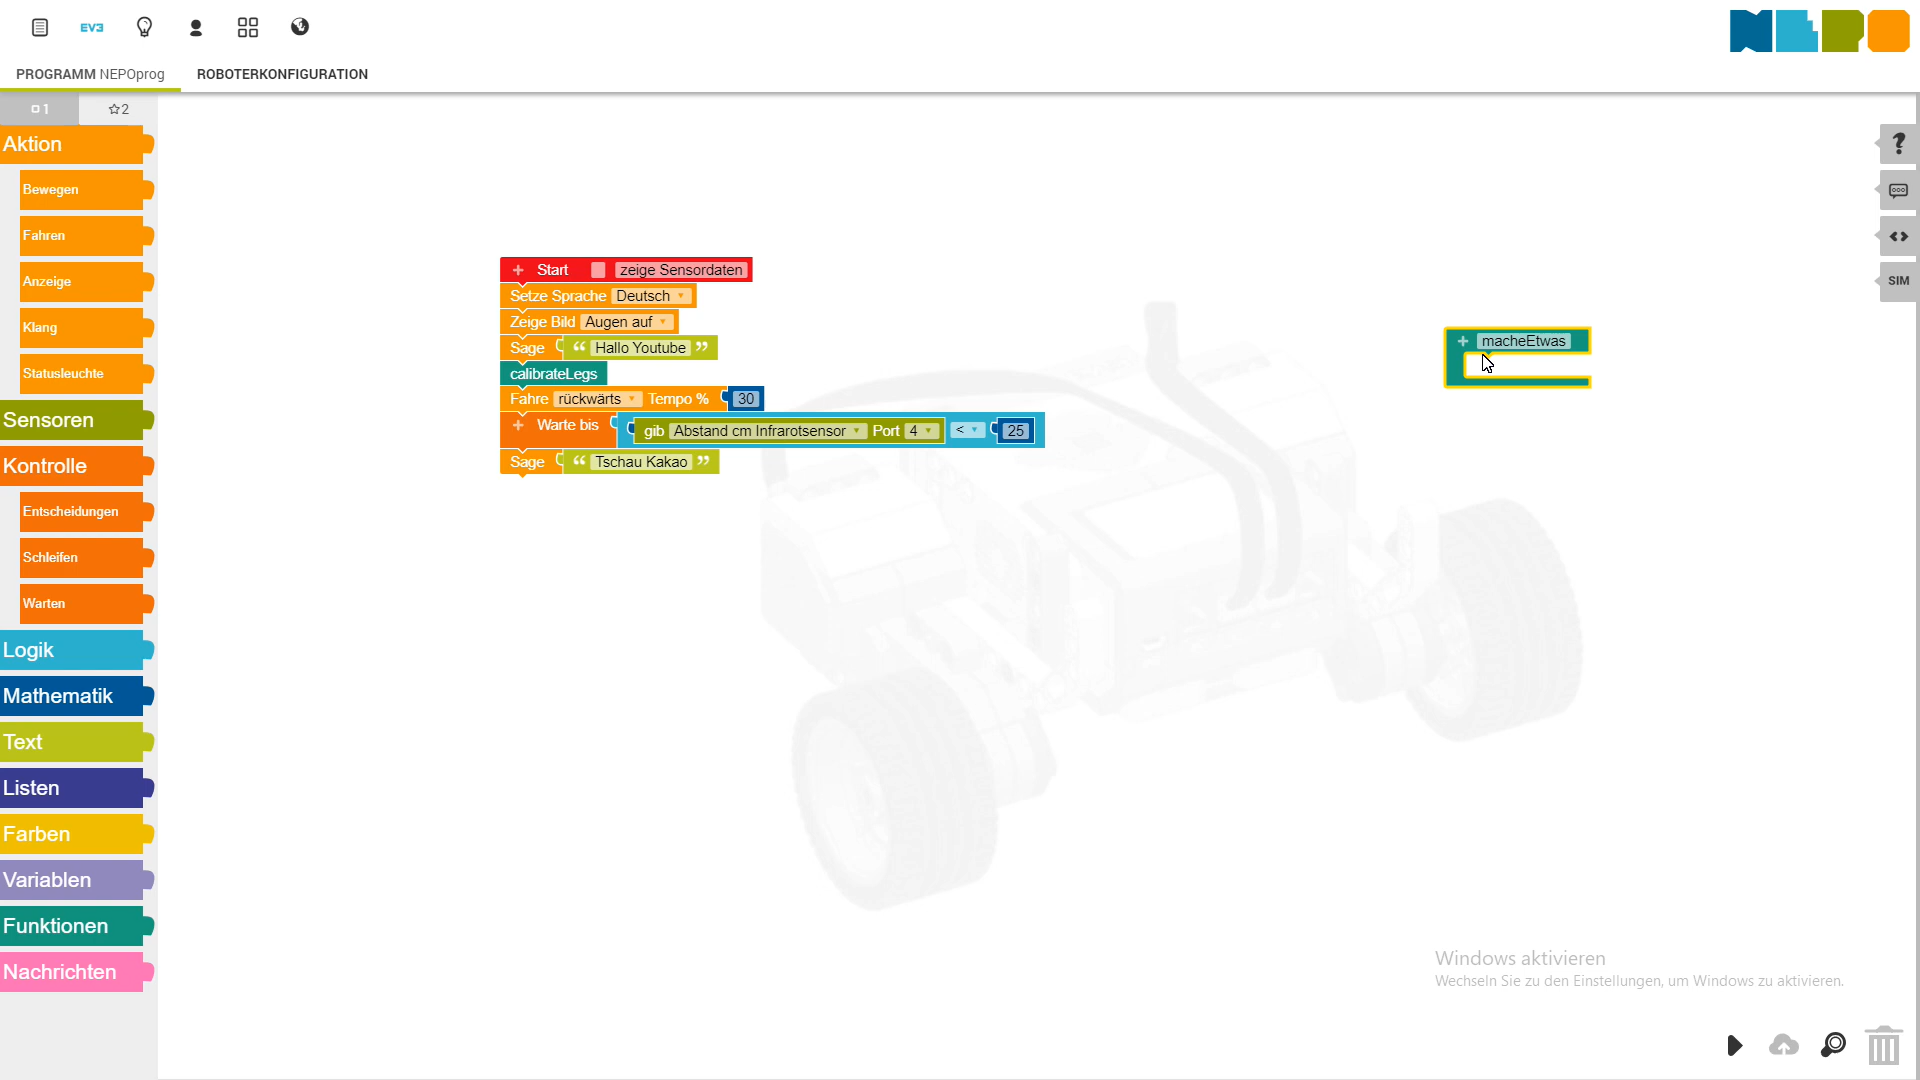 EV3
PROGRAMM NEPOprog
ROBOTERKONFIGURATION
1
2
Aktion
Bewegen
Fahren
Anzeige
Klang
Statusleuchte
Sensoren
Kontrolle
Entscheidungen
Schleifen
Warten
Logik
Mathematik
Text
Listen
Farben
Variablen
Funktionen
Nachrichten
+ Start zeige Sensordaten
Setze Sprache Deutsch
Zeige Bild Augen auf
Sage “ Hallo Youtube ”
calibrateLegs
Fahre rückwärts Tempo % 30
+ Warte bis gib Abstand cm Infrarotsensor Port 4 < 25
Sage “ Tschau Kakao ”
+ macheEtwas
?
SIM
Windows aktivieren
Wechseln Sie zu den Einstellungen, um Windows zu aktivieren.